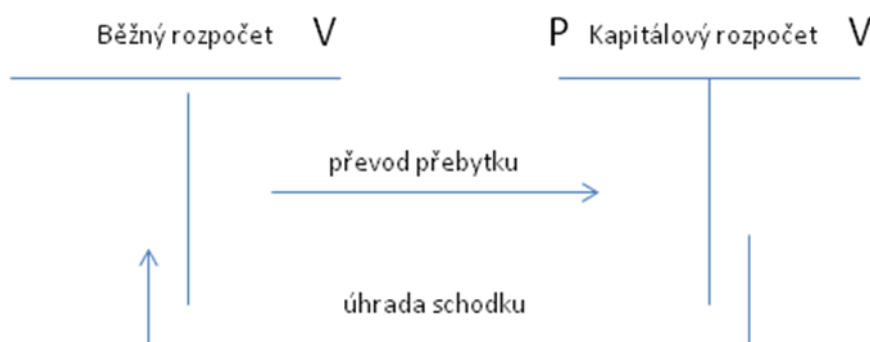 Běžný rozpočet V
P Kapitálový rozpočet V
převod přebytku
úhrada schodku